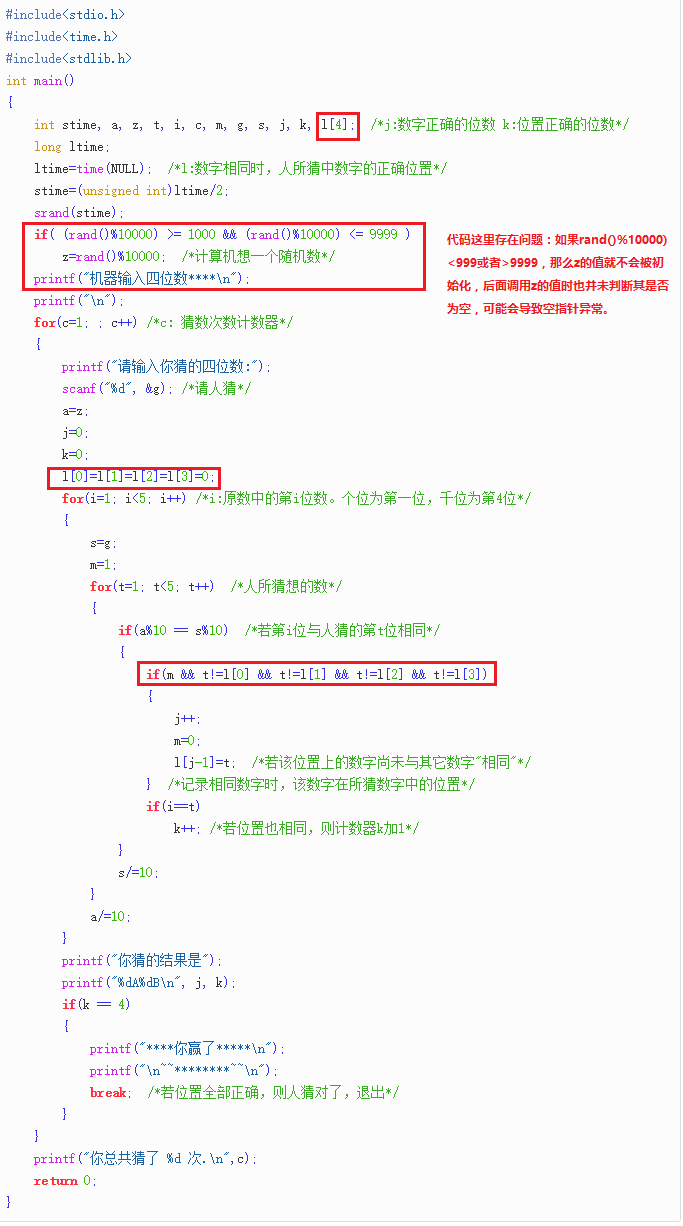 #include<stdio.h>
#include<time.h>
#include<stdlib.h>
int main()
{
int stime, a, z, t, i, c, m, g, s, j, k, l[4]; /*j:数字正确的位数 k:位置正确的位数*/
long ltime;
ltime=time(NULL); /*l:数字相同时，人所猜中数字的正确位置*/
stime=(unsigned int)ltime/2;
srand(stime);
if( (rand()%10000) >= 1000 && (rand()%10000) <= 9999 )
z=rand()%10000; /*计算机想一个随机数*/
printf("机器输入四位数****\n");
代码这里存在问题：如果rand()%10000)
<999或者>9999，那么z的值就不会被初
始化，后面调用z的值时也并未判断其是否
为空，可能会导致空指针异常。
printf("\n");
for(c=1; ; c++) /*c: 猜数次数计数器*/
{
printf("请输入你猜的四位数:");
scanf("%d", &g); /*请人猜*/
a=z;
j=0;
k=0;
l[0]=l[1]=l[2]=l[3]=0;
for(i=1; i<5; i++) /*i:原数中的第i位数。个位为第一位，千位为第4位*/
{
s=g;
m=1;
for(t=1; t<5; t++) /*人所猜想的数*/
{
if(a%10 == s%10) /*若第i位与人猜的第t位相同*/
{
if(m && t!=l[0] && t!=l[1] && t!=l[2] && t!=l[3])
{
j++;
m=0;
l[j-1]=t; /*若该位置上的数字尚未与其它数字"相同"*/
} /*记录相同数字时，该数字在所猜数字中的位置*/
if(i==t)
k++; /*若位置也相同，则计数器k加1*/
}
s/=10;
}
a/=10;
}
printf("你猜的结果是");
printf("%dA%dB\n", j, k);
if(k == 4)
{
printf("****你赢了*****\n");
printf("\n~~********~~\n");
break; /*若位置全部正确，则人猜对了，退出*/
}
}
printf("你总共猜了 %d 次.\n",c);
return 0;
}